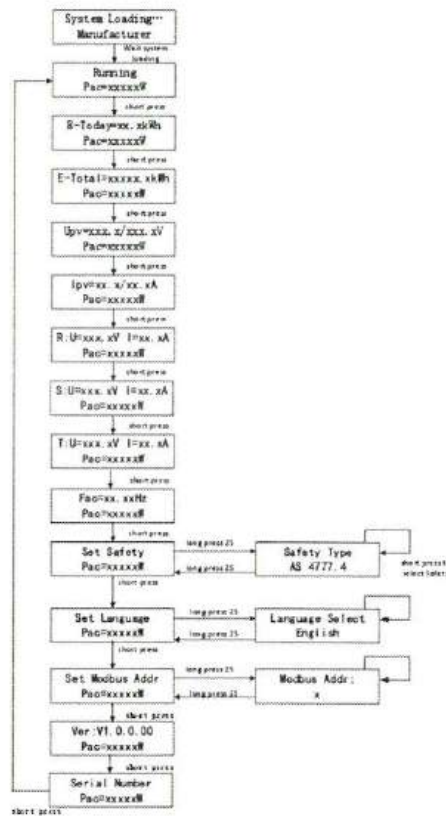 System Loading…
Manufacturer
Wait system
loading
Running
Pac=xxxxxW
short press
E-Today=xx.xkWh
Pac=xxxxxW
short press
E-Total=xxxxx.xkWh
Pac=xxxxxW
short press
Upv=xxx.x/xxx.xV
Pac=xxxxxW
short press
Ipv=xx.x/xx.xA
Pac=xxxxxW
short press
R:U=xxx.xV I=xx.xA
Pac=xxxxxW
short press
S:U=xxx.xV I=xx.xA
Pac=xxxxxW
short press
T:U=xxx.xV I=xx.xA
Pac=xxxxxW
short press
Fac=xx.xxHz
Pac=xxxxxW
short press
Set Safety
Pac=xxxxxW
long press 2S
long press 2S
Safety Type
AS 4777.4
short press
select
short press
Set Language
Pac=xxxxxW
long press 2S
long press 2S
Language Select
English
short press
Set Modbus Addr
Pac=xxxxxW
long press 2S
long press 2S
Modbus Addr:
x
short press
Ver:V1.0.0.00
Pac=xxxxxW
short press
Serial Number
Pac=xxxxxW
short press